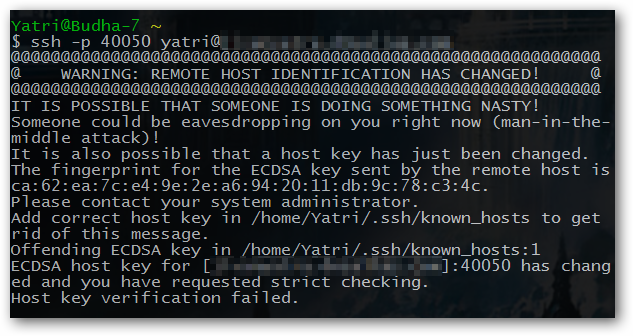 Yatri@Budha-7 ~
$ ssh -p 40050 yatri@
@@@@@@@@@@@@@@@@@@@@@@@@@@@@@@@@@@@@@@@@@@@@@@@@@@@@@@@@@@@
@    WARNING: REMOTE HOST IDENTIFICATION HAS CHANGED!     @
@@@@@@@@@@@@@@@@@@@@@@@@@@@@@@@@@@@@@@@@@@@@@@@@@@@@@@@@@@@
IT IS POSSIBLE THAT SOMEONE IS DOING SOMETHING NASTY!
Someone could be eavesdropping on you right now (man-in-the-
middle attack)!
It is also possible that a host key has just been changed.
The fingerprint for the ECDSA key sent by the remote host is
ca:62:ea:7c:e4:9e:2e:a6:94:20:11:db:9c:78:c3:4c.
Please contact your system administrator.
Add correct host key in /home/Yatri/.ssh/known_hosts to get
rid of this message.
Offending ECDSA key in /home/Yatri/.ssh/known_hosts:1
ECDSA host key for [ ]:40050 has chang
ed and you have requested strict checking.
Host key verification failed.